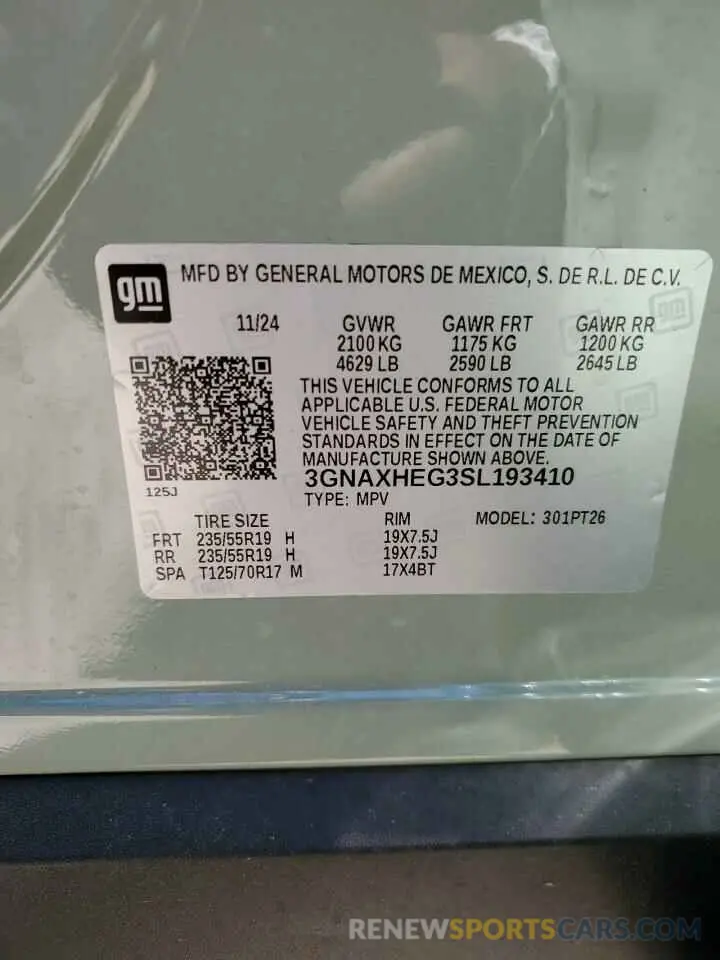 gm MFD BY GENERAL MOTORS DE MEXICO, S. DE R.L. DE C.V.
11/24 GVWR GAWR FRT GAWR RR
2100 KG 1175 KG 1200 KG
4629 LB 2590 LB 2645 LB
THIS VEHICLE CONFORMS TO ALL
APPLICABLE U.S. FEDERAL MOTOR
VEHICLE SAFETY AND THEFT PREVENTION
STANDARDS IN EFFECT ON THE DATE OF
MANUFACTURE SHOWN ABOVE.
3GNAXHEG3SL193410
125J
TYPE: MPV
TIRE SIZE RIM MODEL: 301PT26
FRT 235/55R19 H 19X7.5J
RR 235/55R19 H 19X7.5J
SPA T125/70R17 M 17X4BT
RENEWSPORTSCARS.COM